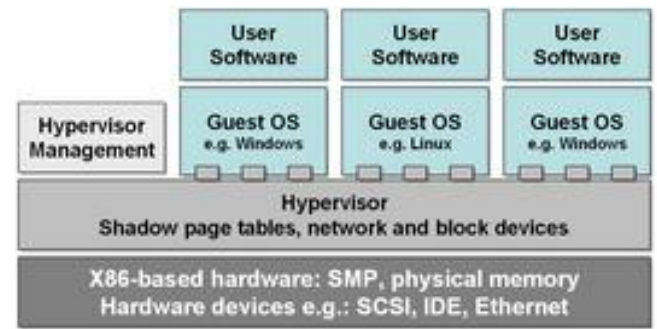 User
Software
User
Software
User
Software
Hypervisor
Management
Guest OS
e.g. Windows
Guest OS
e.g. Linux
Guest OS
e.g. Windows
Hypervisor
Shadow page tables, network and block devices
X86-based hardware: SMP, physical memory
Hardware devices e.g.: SCSI, IDE, Ethernet